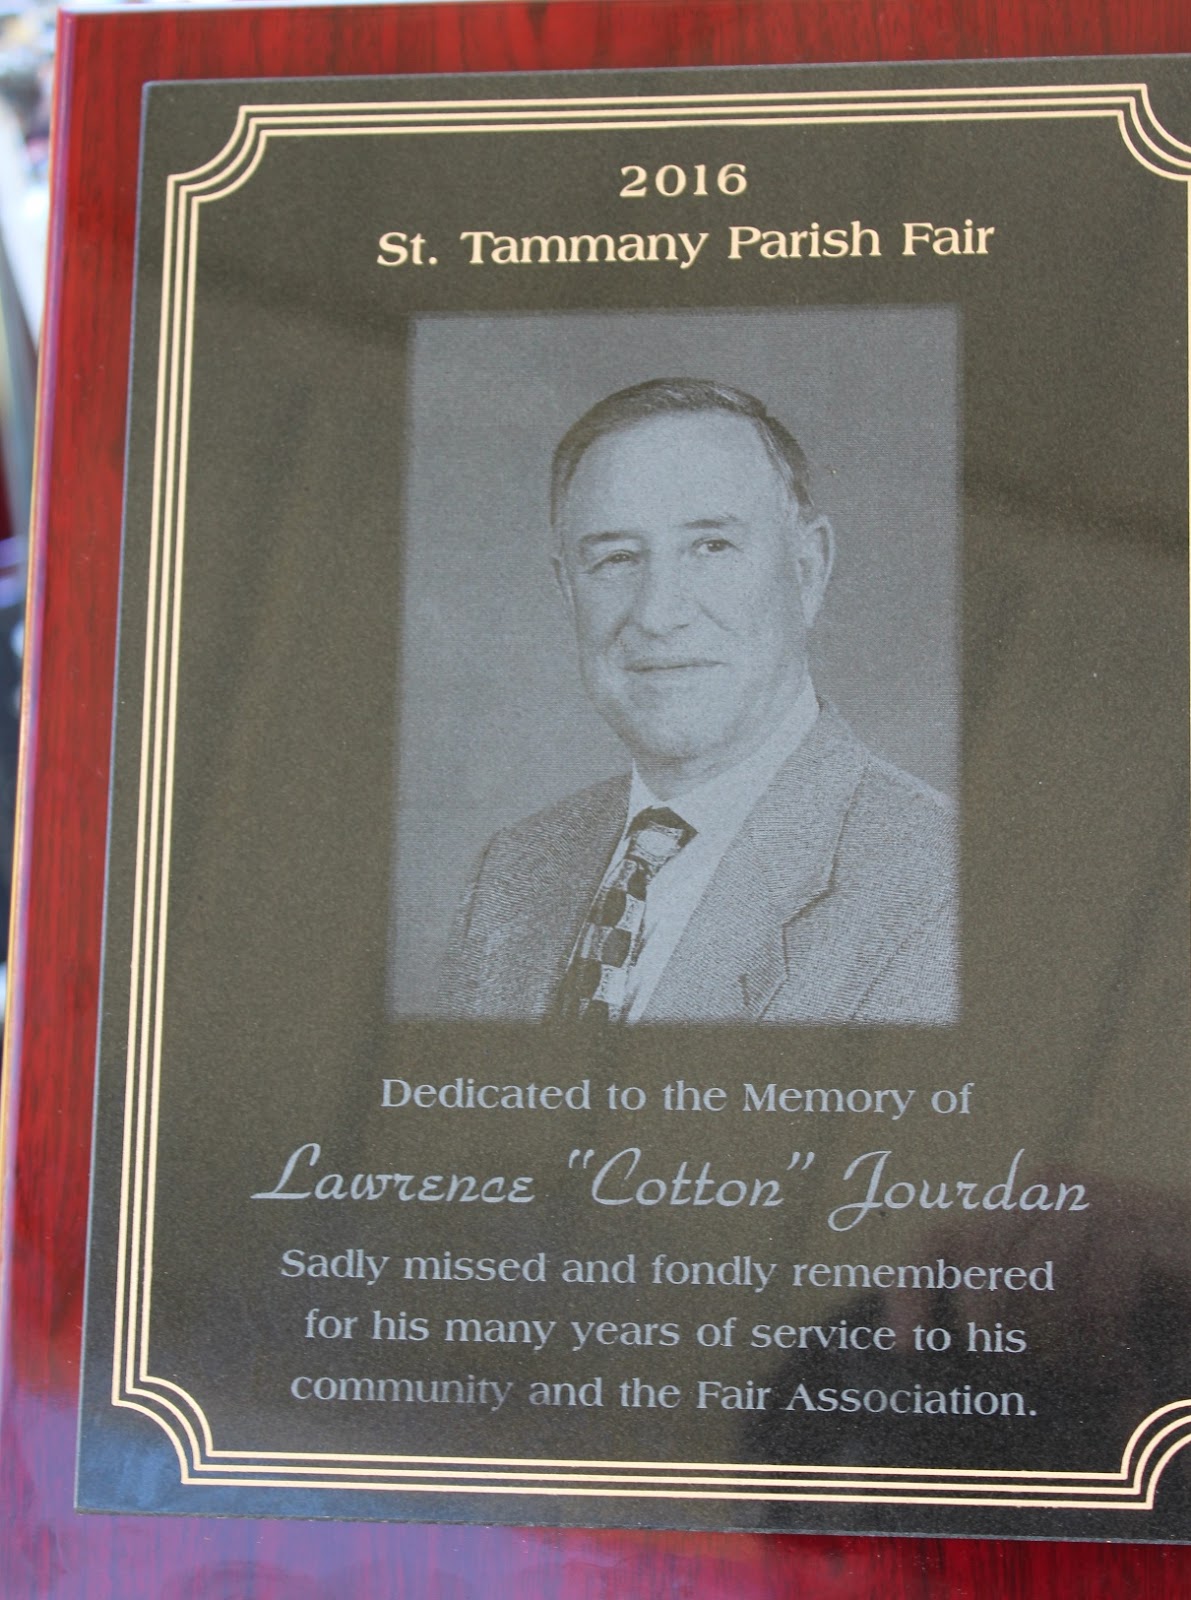 2016
St. Tammany Parish Fair
Dedicated to the Memory of
Lawrence "Cotton" Jourdan
Sadly missed and fondly remembered
for his many years of service to his
community and the Fair Association.